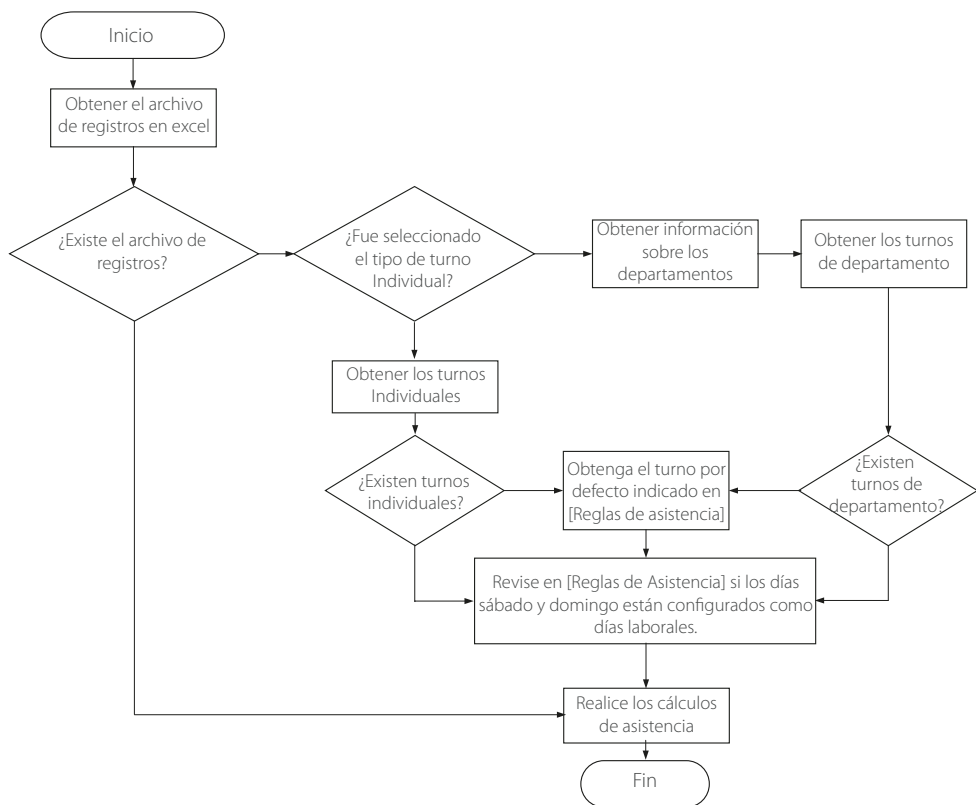 Inicio
Obtener el archivo
de registros en excel
¿Existe el archivo de
registros?
¿Fue seleccionado
el tipo de turno
Individual?
Obtener información
sobre los
departamentos
Obtener los turnos
de departamento
Obtener los turnos
Individuales
¿Existen turnos
individuales?
Obtenga el turno por
defecto indicado en
[Reglas de asistencia]
¿Existen
turnos de
departamento?
Revise en [Reglas de Asistencia] si los días
sábado y domingo están configurados como
días laborales.
Realice los cálculos
de asistencia
Fin